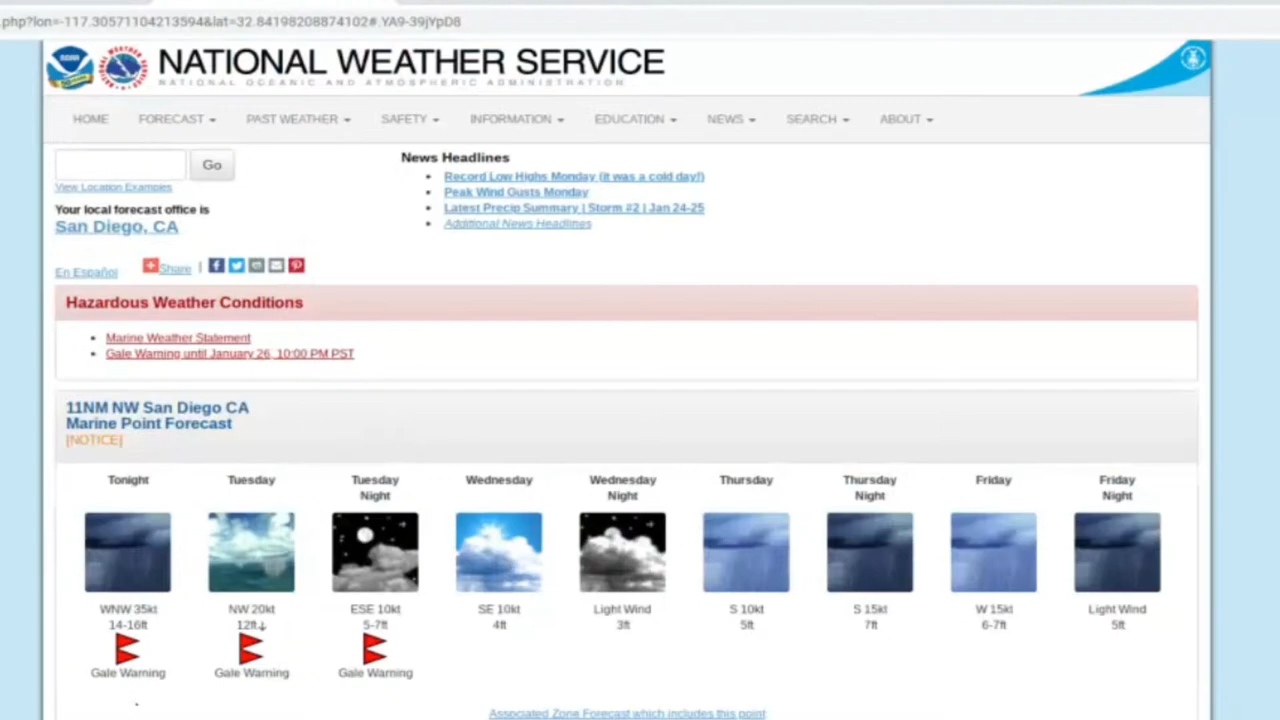 .php?lon=-117.30571104213594&lat=32.84198208874102# YA9-39jYpD8
NATIONAL WEATHER SERVICE
NATIONAL OCEANIC AND ATMOSPHERIC ADMINISTRATION
HOME FORECAST PAST WEATHER SAFETY INFORMATION EDUCATION NEWS SEARCH ABOUT
Go
View Location Examples
Your local forecast office is
San Diego, CA
News Headlines
Record Low Highs Monday (it was a cold day!)
Peak Wind Gusts Monday
Latest Precip Summary | Storm #2 | Jan 24-25
Additional News Headlines
En Español Share |
Hazardous Weather Conditions
Marine Weather Statement
Gale Warning until January 26, 10:00 PM PST
11NM NW San Diego CA
Marine Point Forecast
[NOTICE]
Tonight Tuesday Tuesday Night Wednesday Wednesday Night Thursday Thursday Night Friday Friday Night
WNW 35kt NW 20kt ESE 10kt SE 10kt Light Wind S 10kt S 15kt W 15kt Light Wind
14-16ft 12ft↓ 5-7ft 4ft 3ft 5ft 7ft 6-7ft 5ft
Gale Warning Gale Warning Gale Warning
Associated Zone Forecast which includes this point